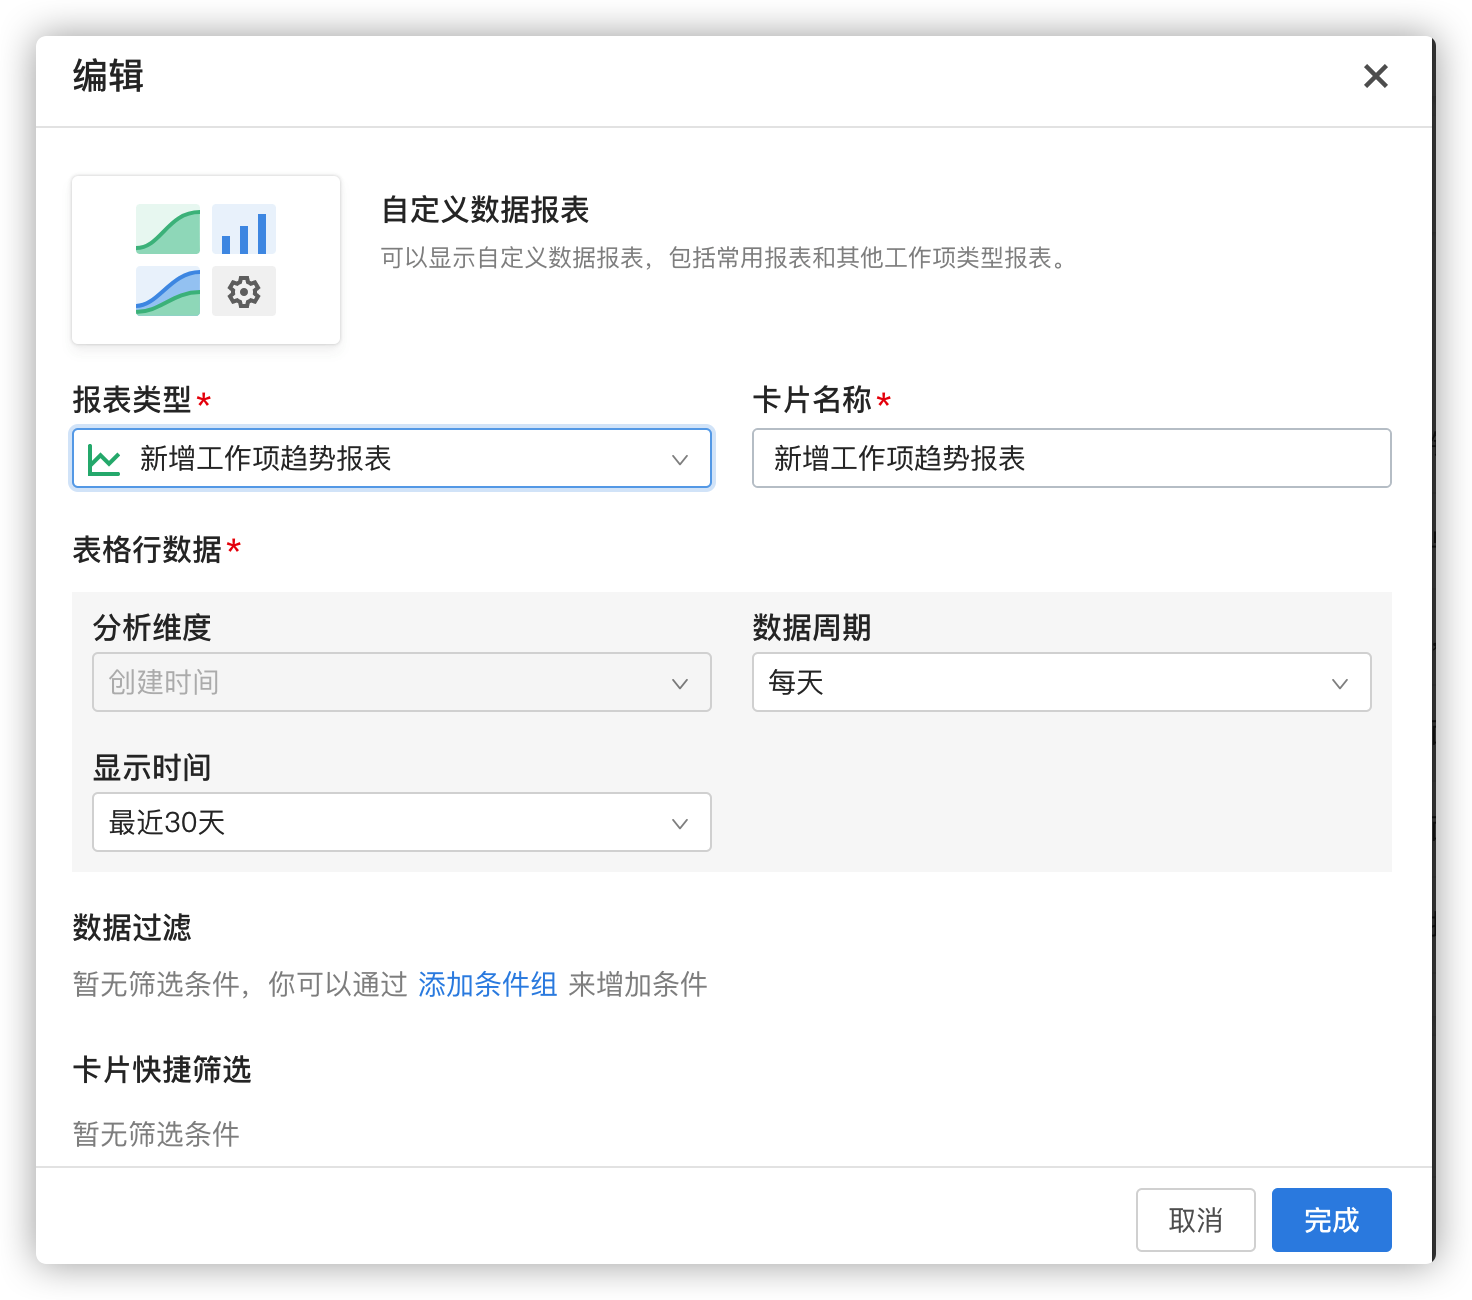 编辑
自定义数据报表
可以显示自定义数据报表，包括常用报表和其他工作项类型报表。
报表类型*
卡片名称*
新增工作项趋势报表
新增工作项趋势报表
表格行数据*
分析维度
数据周期
创建时间
每天
显示时间
最近30天
数据过滤
暂无筛选条件，你可以通过 添加条件组 来增加条件
卡片快捷筛选
暂无筛选条件
取消
完成